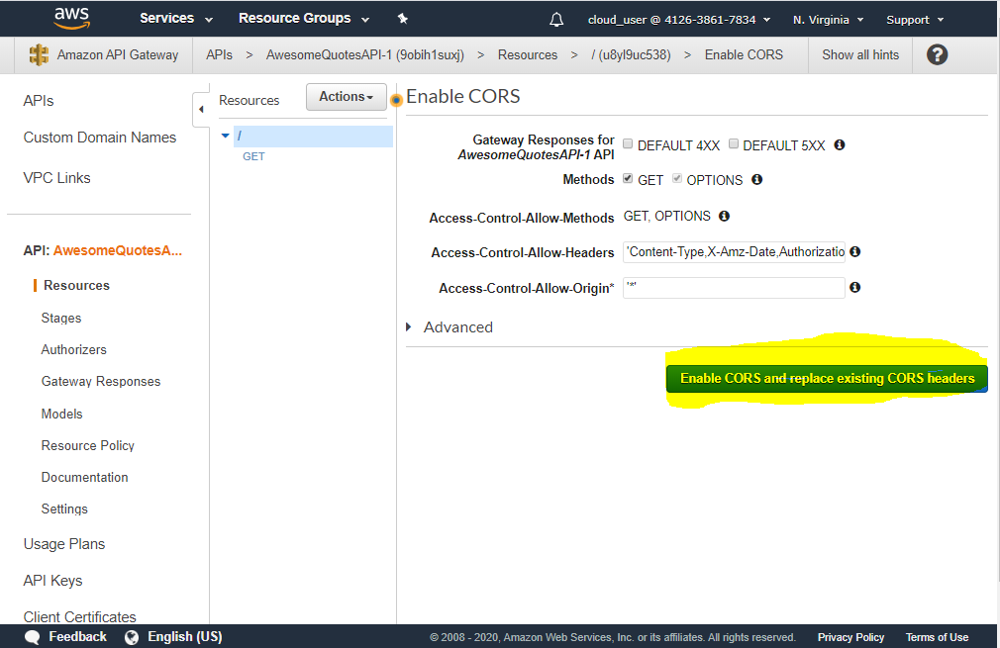 aws Services Resource Groups cloud_user @ 4126-3861-7834 N. Virginia Support
Amazon API Gateway APIs > AwesomeQuotesAPI-1 (9obih1suxj) > Resources > / (u8yl9uc538) > Enable CORS Show all hints ?
APIs
Custom Domain Names
VPC Links
API: AwesomeQuotesA...
Resources
Stages
Authorizers
Gateway Responses
Models
Resource Policy
Documentation
Settings
Usage Plans
API Keys
Client Certificates
Resources Actions
/
GET
Enable CORS
Gateway Responses for
AwesomeQuotesAPI-1 API DEFAULT 4XX DEFAULT 5XX
Methods GET OPTIONS
Access-Control-Allow-Methods GET, OPTIONS
Access-Control-Allow-Headers 'Content-Type,X-Amz-Date,Authorizatio
Access-Control-Allow-Origin* '*'
Advanced
Enable CORS and replace existing CORS headers
Feedback English (US) © 2008 - 2020, Amazon Web Services, Inc. or its affiliates. All rights reserved. Privacy Policy Terms of Use